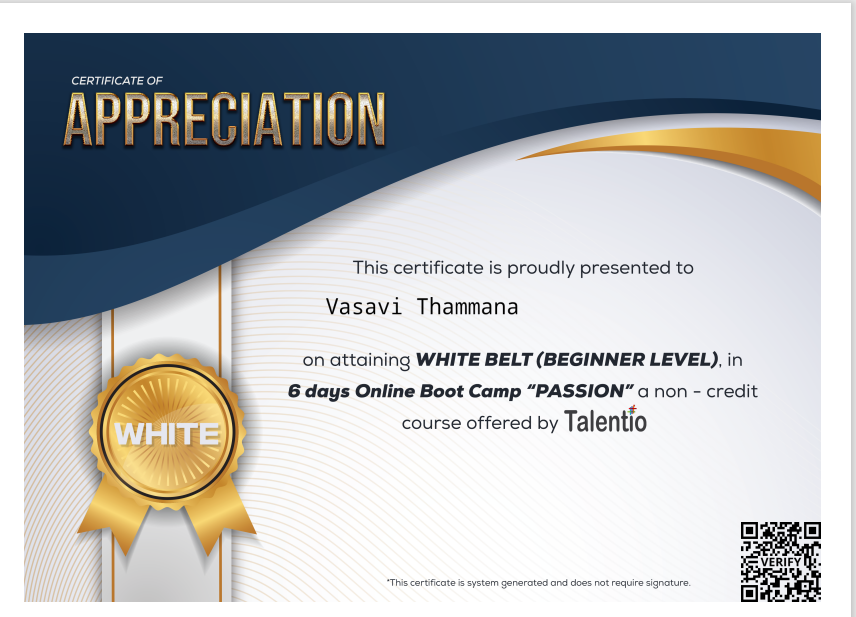 CERTIFICATE OF
APPRECIATION
This certificate is proudly presented to
Vasavi Thammana
on attaining WHITE BELT (BEGINNER LEVEL), in
6 days Online Boot Camp “PASSION” a non - credit
course offered by Talentio
WHITE
VERIFY
*This certificate is system generated and does not require signature.